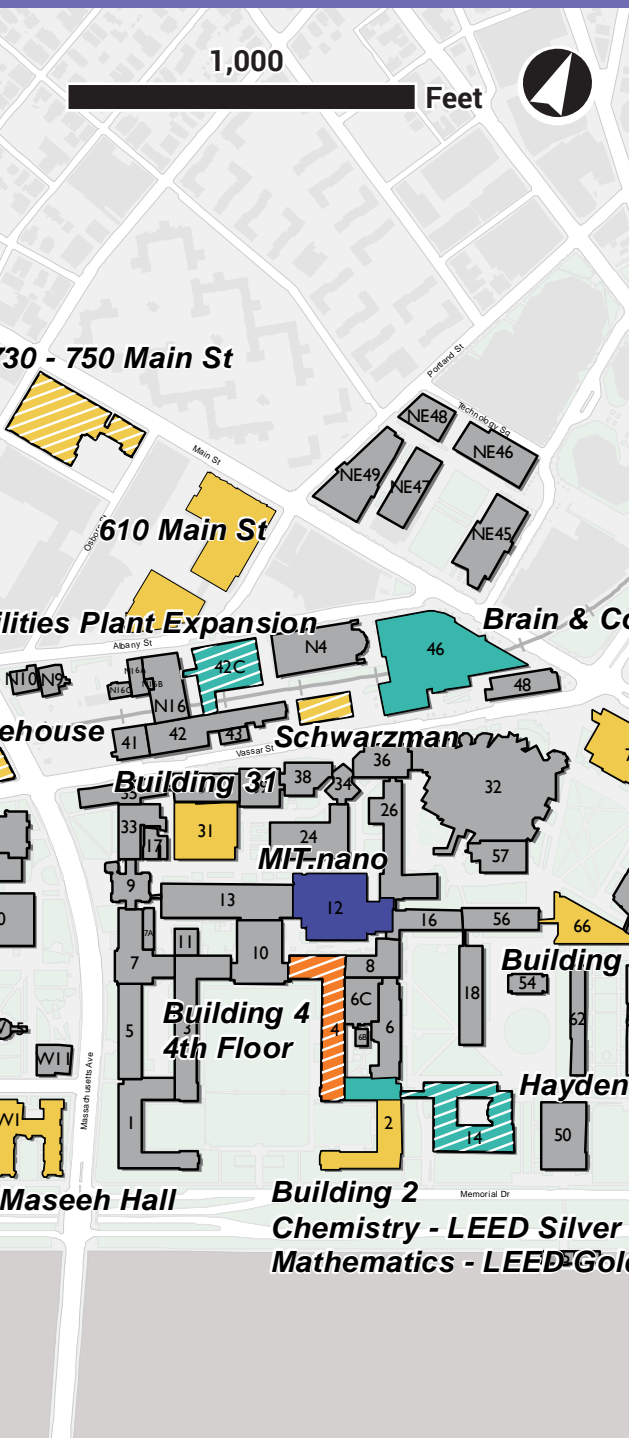 1,000
Feet
730 - 750 Main St
Portland St
Technology Sq
NE48
NE46
Main St
NE49
NE47
NE45
610 Main St
Albany St
ilities Plant Expansion
Brain & Co
N4
46
42C
N10
N9
N16A
N16B
N16C
N16
48
ehouse
41
42
43
Schwarzman
Vassar St
36
Building 31
38
34
32
26
33
31
24
17
57
MIT.nano
9
13
12
16
56
66
7A
11
10
7
8
Building
54
18
6C
Building 4
4th Floor
5
3
4
6B
6
62
W11
Massachusetts Ave
Hayden
W1
1
2
14
50
Maseeh Hall
Building 2
Memorial Dr
Chemistry - LEED Silver
Mathematics - LEED Gol